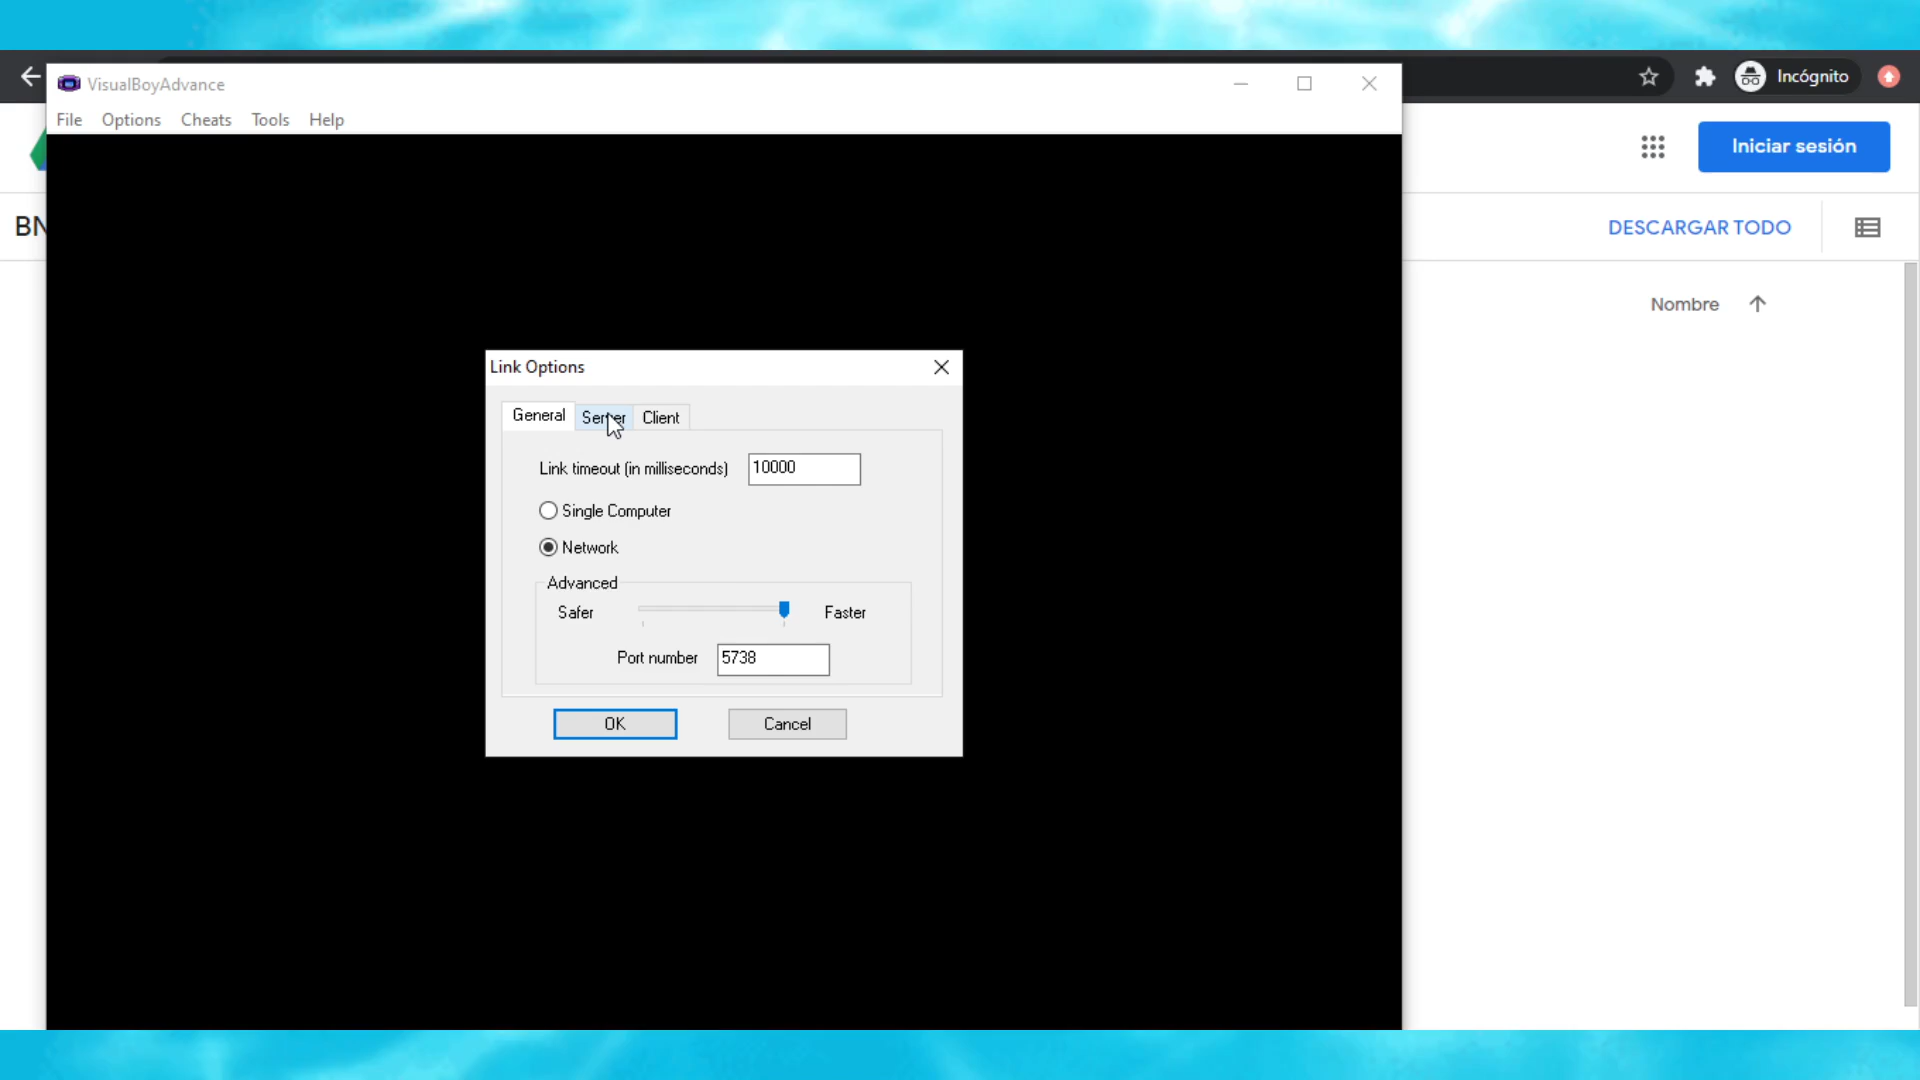 Incógnito
VisualBoyAdvance
File Options Cheats Tools Help
Iniciar sesión
BN
DESCARGAR TODO
Nombre
Link Options
General Server Client
Link timeout (in milliseconds) 10000
Single Computer
Network
Advanced
Safer Faster
Port number 5738
OK Cancel